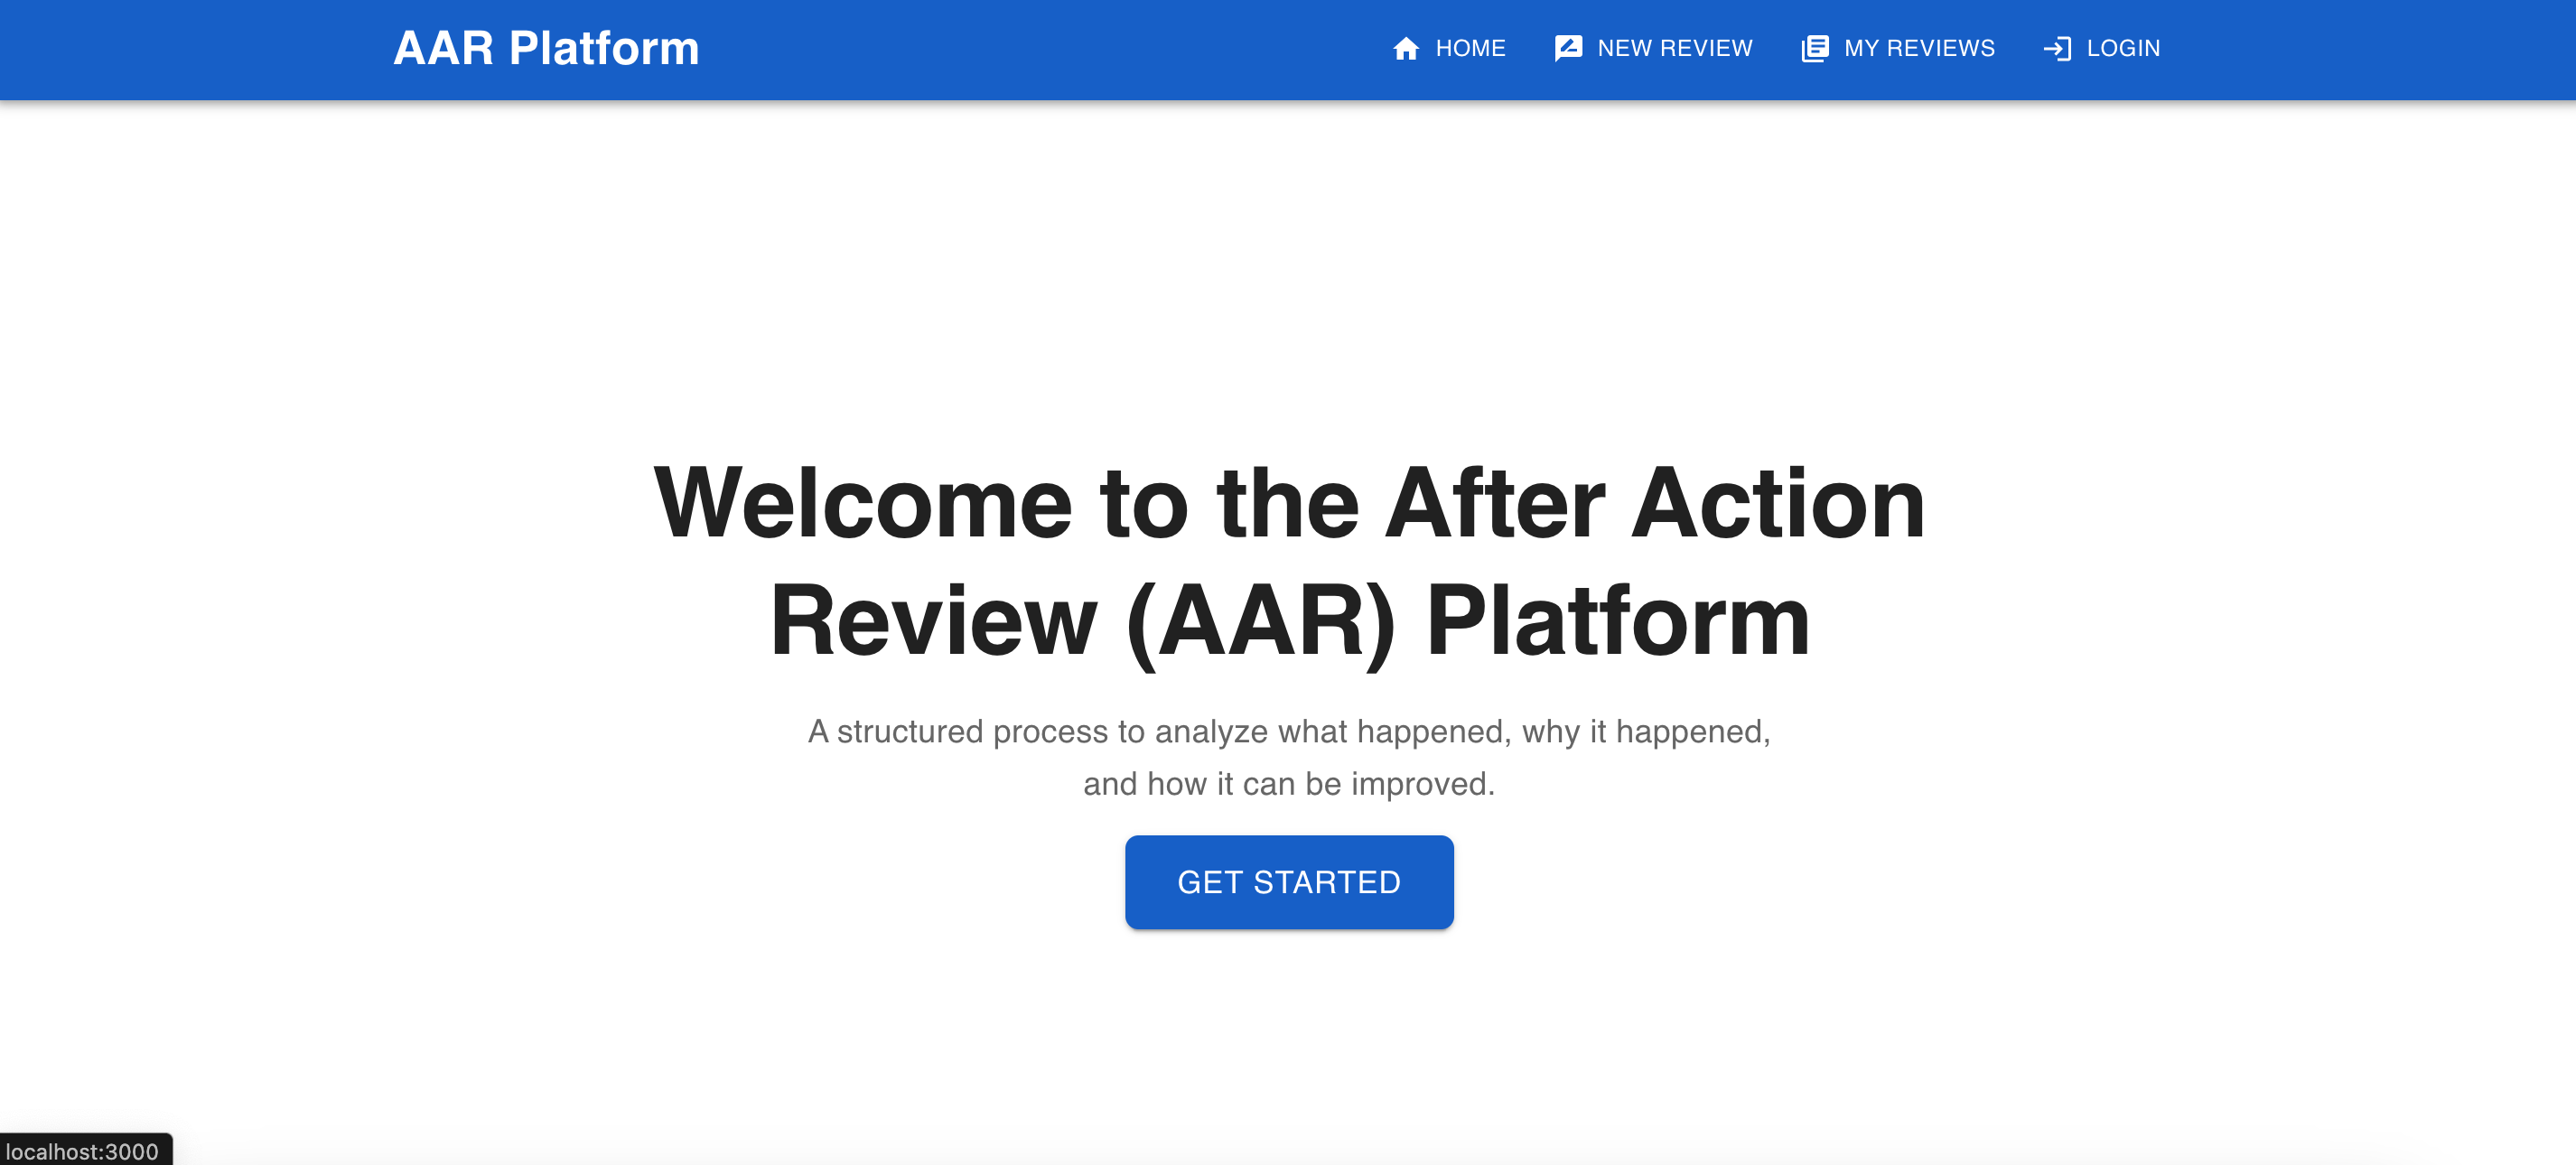 AAR Platform
HOME
NEW REVIEW
MY REVIEWS
LOGIN
Welcome to the After Action
Review (AAR) Platform
A structured process to analyze what happened, why it happened,
and how it can be improved.
GET STARTED
localhost:3000